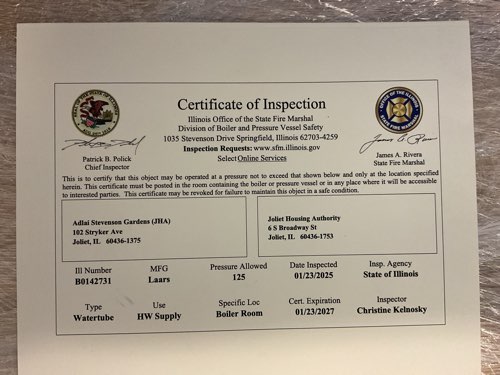 Certificate of Inspection
Illinois Office of the State Fire Marshal
Division of Boiler and Pressure Vessel Safety
1035 Stevenson Drive Springfield, Illinois 62703-4259
Inspection Requests: www.sfm.illinois.gov
Select Online Services
Patrick B. Polick
Chief Inspector
James A. Rivera
State Fire Marshal
This is to certify that this object may be operated at a pressure not to exceed that shown below and only at the location specified
herein. This certificate must be posted in the room containing the boiler or pressure vessel or in any place where it will be accessible
to interested parties. This certificate may be revoked for failure to maintain this object in a safe condition.
Adlai Stevenson Gardens (JHA)
102 Stryker Ave
Joliet, IL 60436-1375
Joliet Housing Authority
6 S Broadway St
Joliet, IL 60436-1753
Ill Number MFG Pressure Allowed Date Inspected Insp. Agency
B0142731 Laars 125 01/23/2025 State of Illinois
Type Use Specific Loc Cert. Expiration Inspector
Watertube HW Supply Boiler Room 01/23/2027 Christine Kelnosky